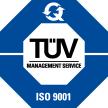 TÜV
MANAGEMENT SERVICE
ISO 9001